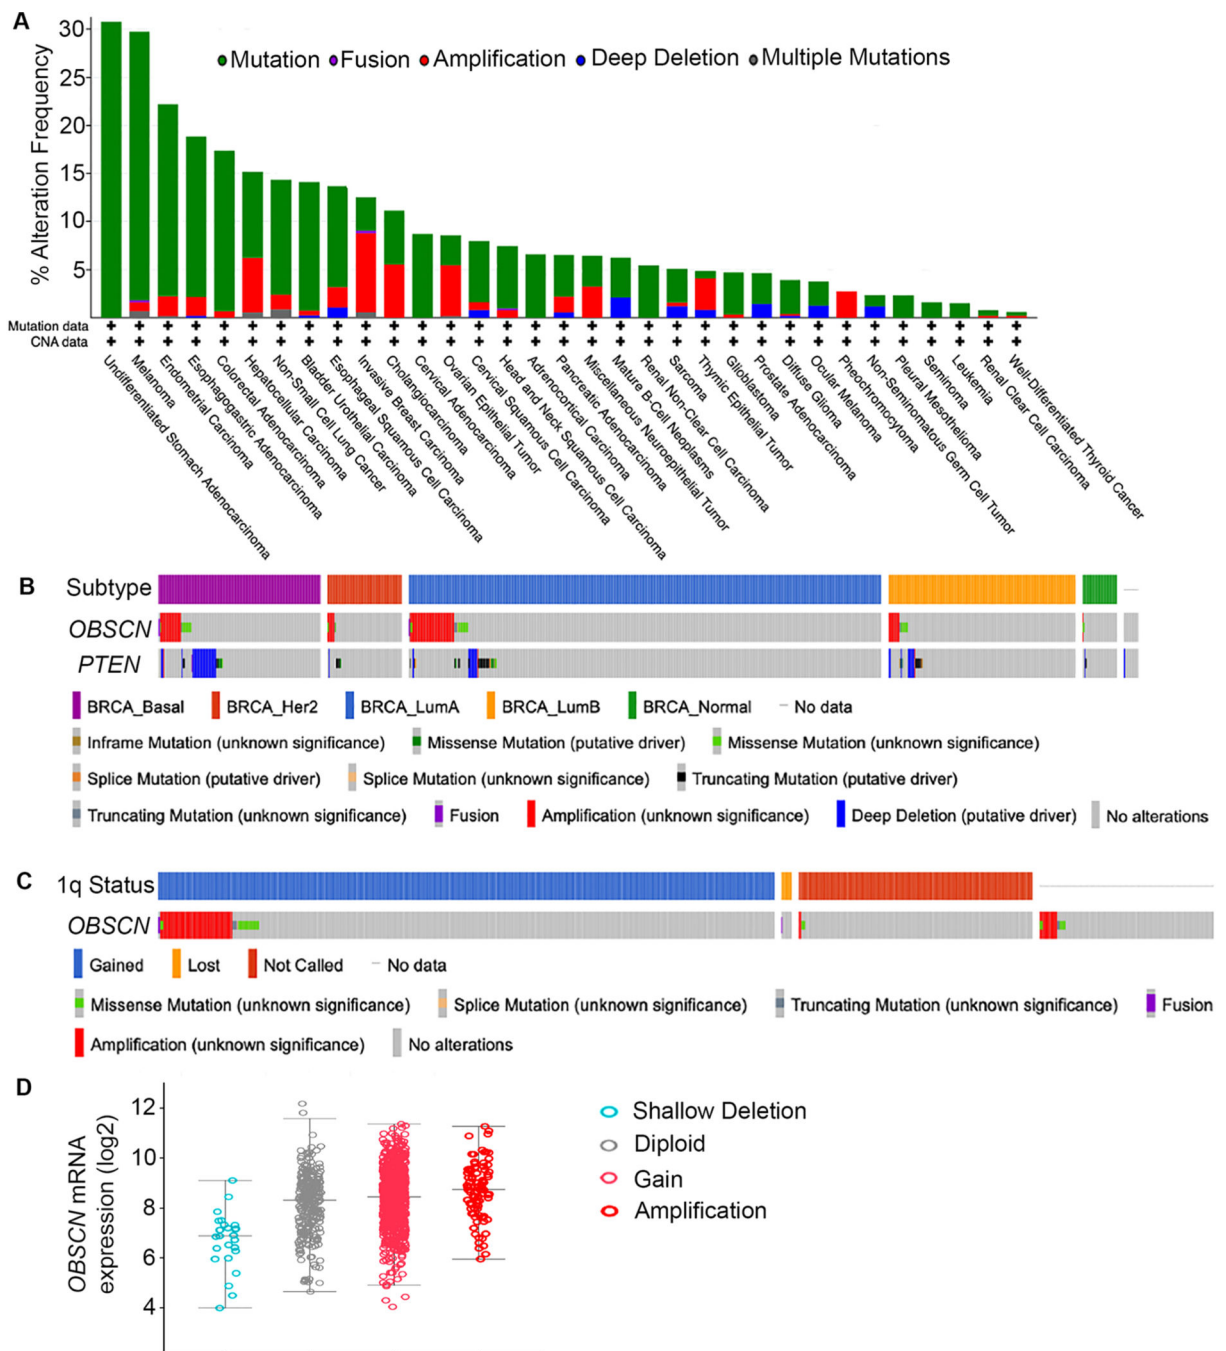 A
30
25
20
15
10
5
% Alteration Frequency
Mutation Fusion Amplification Deep Deletion Multiple Mutations
Mutation data
CNA data
Undifferentiated Stomach Adenocarcinoma
Melanoma
Endometrial Carcinoma
Esophagogastric Adenocarcinoma
Colorectal Adenocarcinoma
Hepatocellular Carcinoma
Non-Small Cell Lung Cancer
Bladder Urothelial Carcinoma
Esophageal Squamous Cell Carcinoma
Invasive Breast Carcinoma
Cholangiocarcinoma
Cervical Adenocarcinoma
Ovarian Epithelial Tumor
Cervical Squamous Cell Carcinoma
Head and Neck Squamous Cell Carcinoma
Adrenocortical Carcinoma
Pancreatic Adenocarcinoma
Miscellaneous Neuroepithelial Tumor
Mature B-Cell Neoplasms
Renal Non-Clear Cell Carcinoma
Sarcoma
Thymic Epithelial Tumor
Glioblastoma
Prostate Adenocarcinoma
Diffuse Glioma
Ocular Melanoma
Pheochromocytoma
Non-Seminomatous Germ Cell Tumor
Pleural Mesothelioma
Seminoma
Leukemia
Renal Clear Cell Carcinoma
Well-Differentiated Thyroid Cancer
B
Subtype
OBSCN
PTEN
BRCA_Basal BRCA_Her2 BRCA_LumA BRCA_LumB BRCA_Normal No data
Inframe Mutation (unknown significance) Missense Mutation (putative driver) Missense Mutation (unknown significance)
Splice Mutation (putative driver) Splice Mutation (unknown significance) Truncating Mutation (putative driver)
Truncating Mutation (unknown significance) Fusion Amplification (unknown significance) Deep Deletion (putative driver) No alterations
C
1q Status
OBSCN
Gained Lost Not Called No data
Missense Mutation (unknown significance) Splice Mutation (unknown significance) Truncating Mutation (unknown significance) Fusion
Amplification (unknown significance) No alterations
D
OBSCN mRNA
expression (log2)
12
10
8
6
4
Shallow Deletion
Diploid
Gain
Amplification